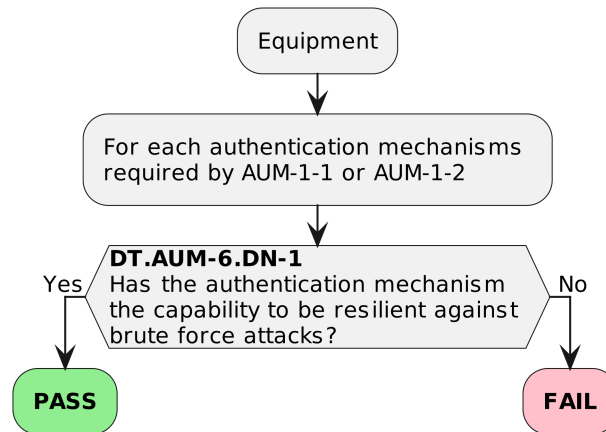 Equipment
For each authentication mechanisms
required by AUM-1-1 or AUM-1-2
DT.AUM-6.DN-1
Has the authentication mechanism
the capability to be resilient against
brute force attacks?
Yes
No
PASS
FAIL